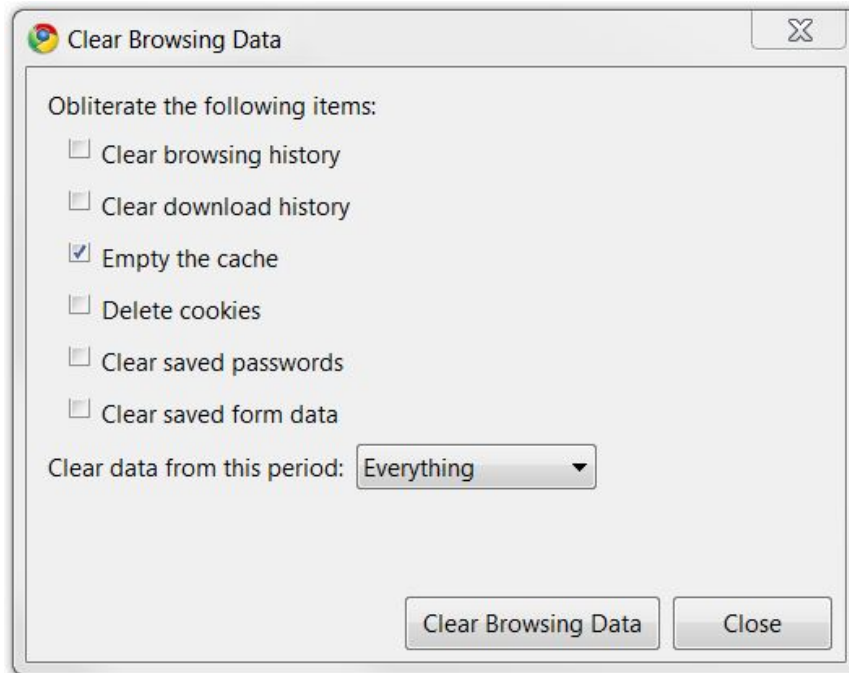 Clear Browsing Data
Obliterate the following items:
Clear browsing history
Clear download history
Empty the cache
Delete cookies
Clear saved passwords
Clear saved form data
Clear data from this period: Everything
Clear Browsing Data Close